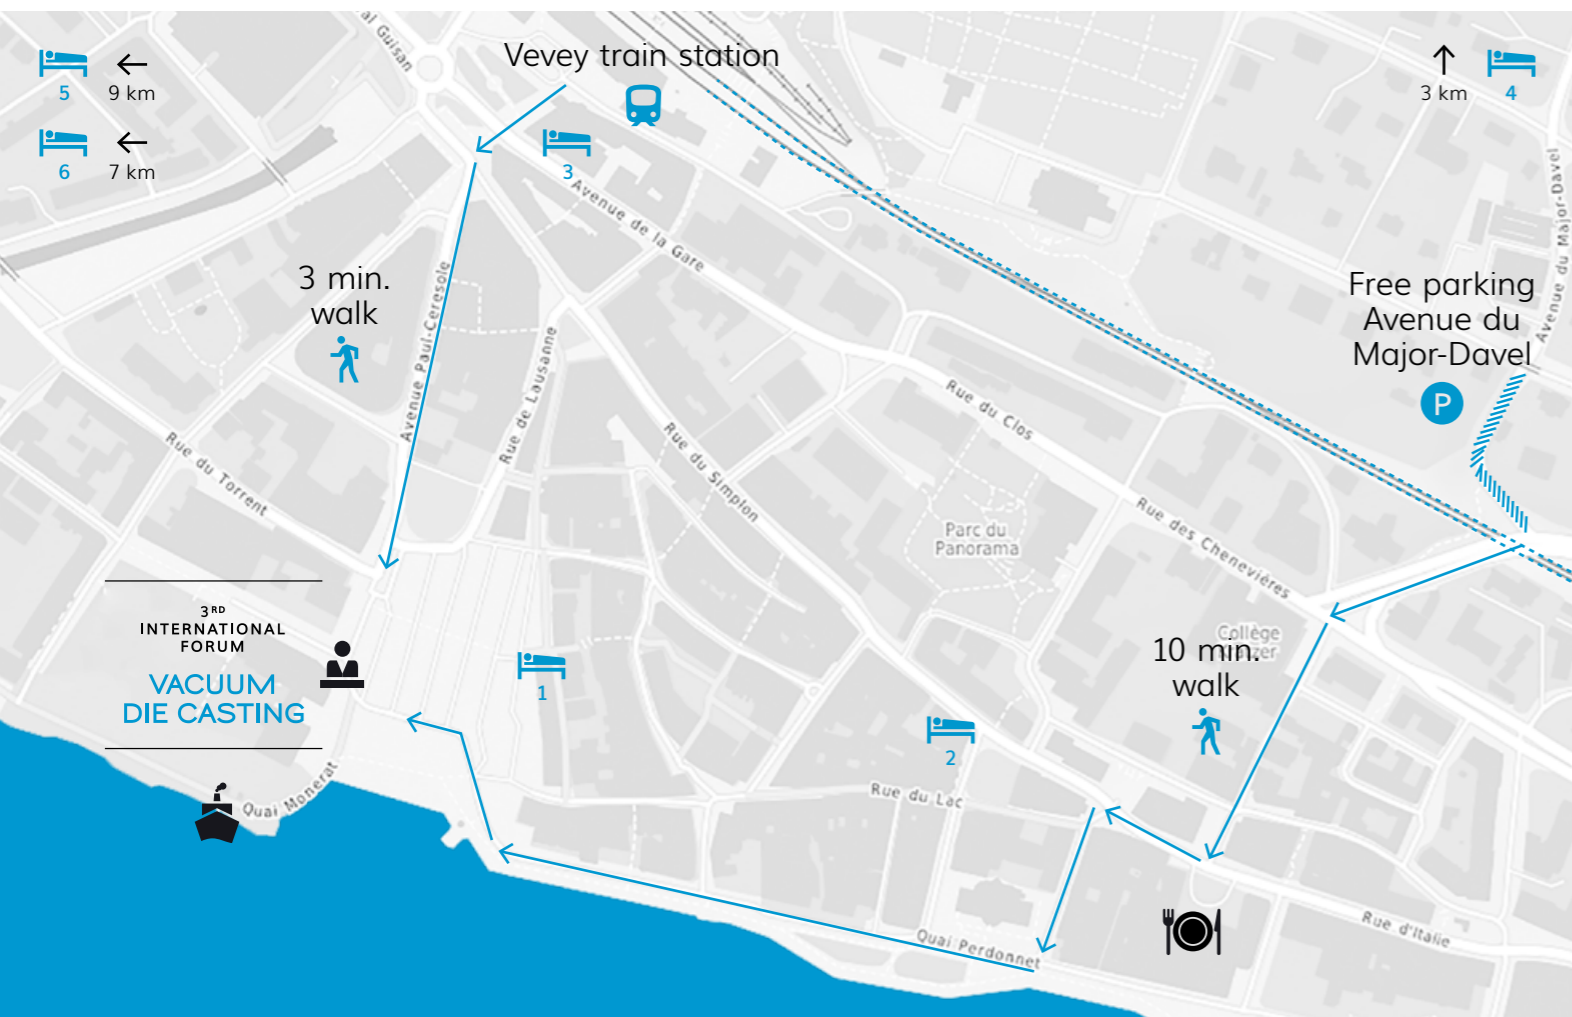 al Guisan
Vevey train station
5
9 km
6
7 km
3 km
4
3
Avenue de la Gare
Avenue du Major-Davel
3 min.
walk
Free parking
Avenue du
Major-Davel
P
Avenue Paul-Ceresole
Rue de Lausanne
Rue du Clos
Rue du Torrent
Rue du Simplon
Parc du
Panorama
Rue des Chenevières
3RD
INTERNATIONAL
FORUM
VACUUM
DIE CASTING
1
Collège
10 min.
walk
2
Rue du Lac
Quai Monerat
Quai Perdonnet
Rue d'Italie